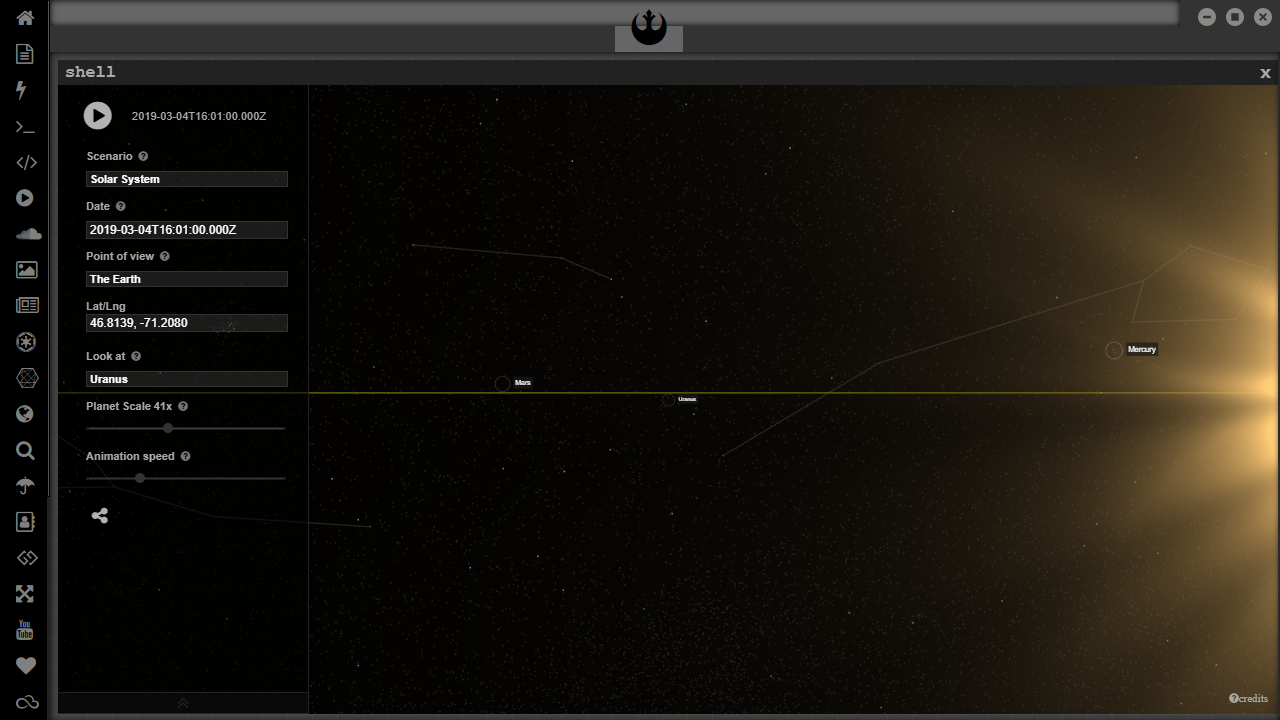 shell
x
2019-03-04T16:01:00.000Z
Scenario
Solar System
Date
2019-03-04T16:01:00.000Z
Point of view
The Earth
Lat/Lng
46.8139, -71.2080
Look at
Uranus
Planet Scale 41x
Animation speed
Mars
Uranus
Mercury
You
Tube
credits